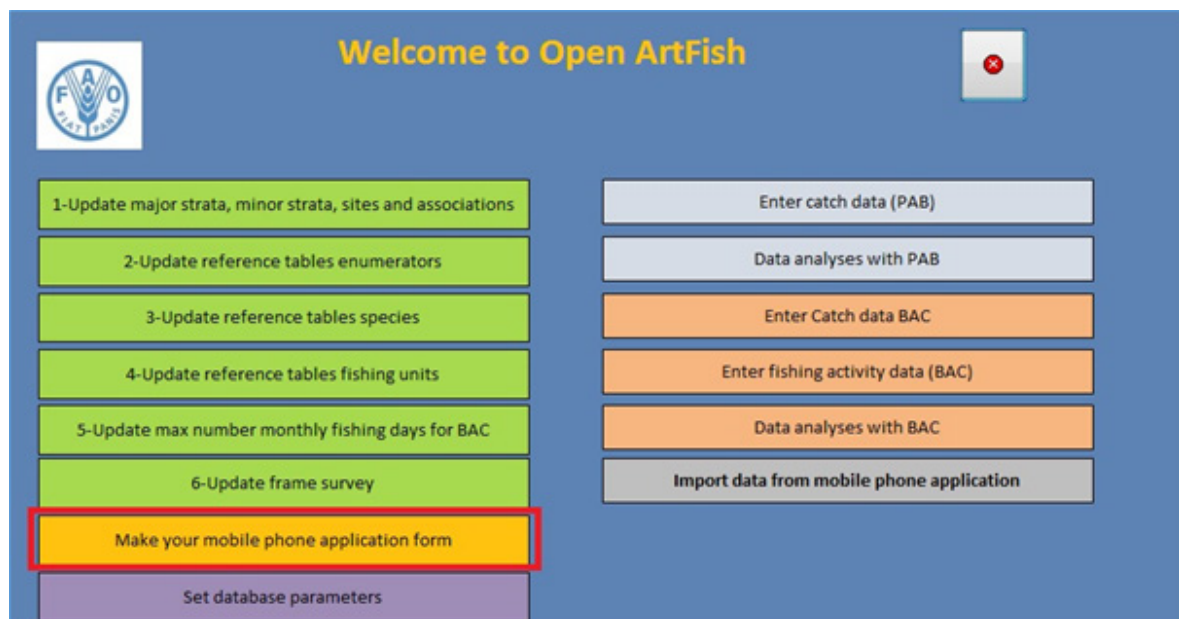 Welcome to Open ArtFish
FAO
FIAT PANIS
1-Update major strata, minor strata, sites and associations
2-Update reference tables enumerators
3-Update reference tables species
4-Update reference tables fishing units
5-Update max number monthly fishing days for BAC
6-Update frame survey
Make your mobile phone application form
Set database parameters
Enter catch data (PAB)
Data analyses with PAB
Enter Catch data BAC
Enter fishing activity data (BAC)
Data analyses with BAC
Import data from mobile phone application